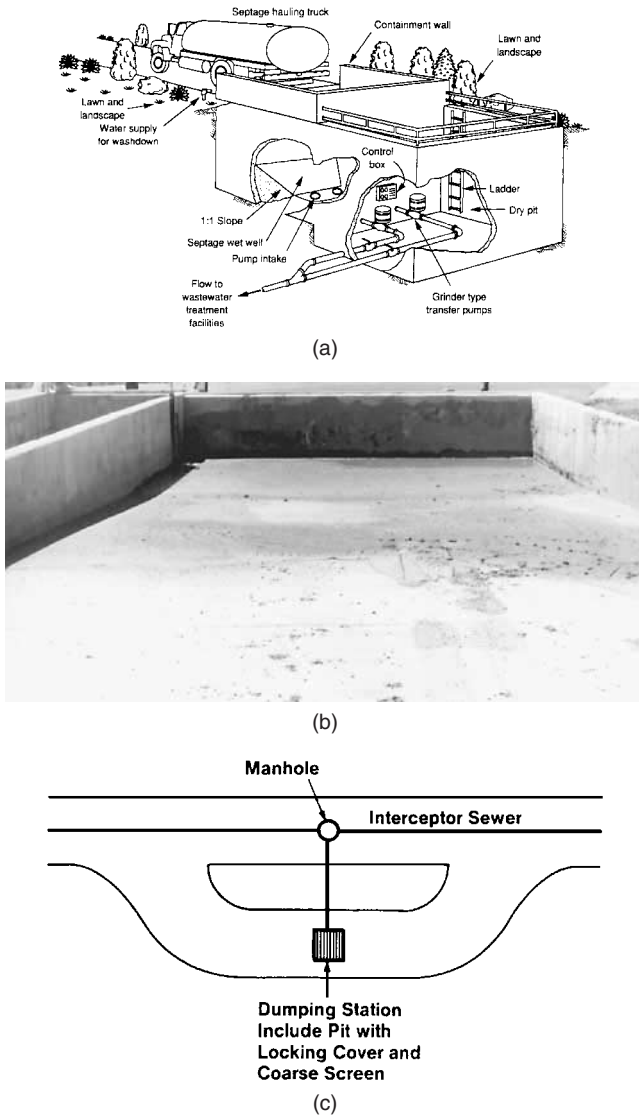 Septage hauling truck
Containment wall
Lawn and
landscape
Lawn and
landscape
Water supply
for washdown
Control
box
Ladder
Dry pit
1:1 Slope
Septage wet well
Pump intake
Flow to
wastewater
treatment
facilities
Grinder type
transfer pumps
(a)
(b)
Manhole
Interceptor Sewer
Dumping Station
Include Pit with
Locking Cover and
Coarse Screen
(c)